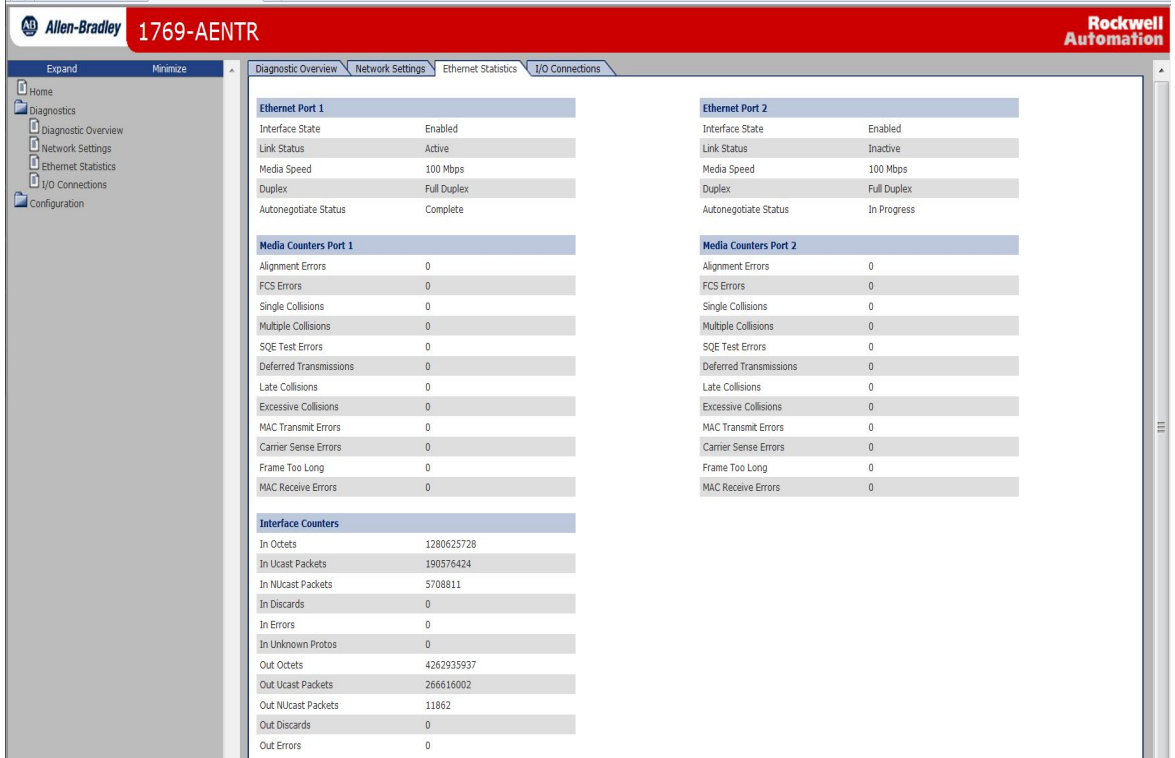 AB Allen-Bradley 1769-AENTR Rockwell Automation
Expand Minimize
Home
Diagnostics
Diagnostic Overview
Network Settings
Ethernet Statistics
I/O Connections
Configuration
Diagnostic Overview Network Settings Ethernet Statistics I/O Connections
Ethernet Port 1
Interface State Enabled
Link Status Active
Media Speed 100 Mbps
Duplex Full Duplex
Autonegotiate Status Complete
Ethernet Port 2
Interface State Enabled
Link Status Inactive
Media Speed 100 Mbps
Duplex Full Duplex
Autonegotiate Status In Progress
Media Counters Port 1
Alignment Errors 0
FCS Errors 0
Single Collisions 0
Multiple Collisions 0
SQE Test Errors 0
Deferred Transmissions 0
Late Collisions 0
Excessive Collisions 0
MAC Transmit Errors 0
Carrier Sense Errors 0
Frame Too Long 0
MAC Receive Errors 0
Media Counters Port 2
Alignment Errors 0
FCS Errors 0
Single Collisions 0
Multiple Collisions 0
SQE Test Errors 0
Deferred Transmissions 0
Late Collisions 0
Excessive Collisions 0
MAC Transmit Errors 0
Carrier Sense Errors 0
Frame Too Long 0
MAC Receive Errors 0
Interface Counters
In Octets 1280625728
In Ucast Packets 190576424
In NUcast Packets 5708811
In Discards 0
In Errors 0
In Unknown Protos 0
Out Octets 4262935937
Out Ucast Packets 266616002
Out NUcast Packets 11862
Out Discards 0
Out Errors 0